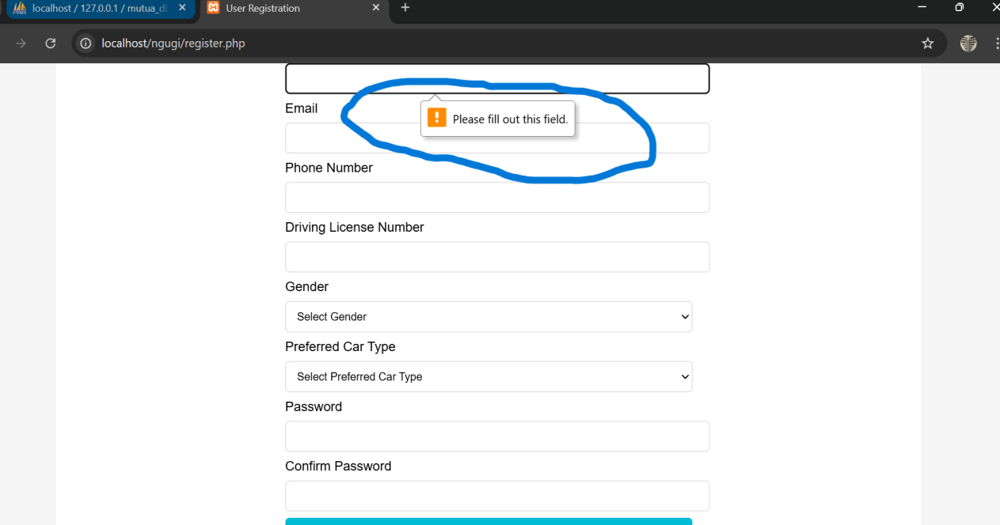 localhost / 127.0.0.1 / mutua_d
User Registration
localhost/ngugi/register.php
Email
Please fill out this field.
Phone Number
Driving License Number
Gender
Select Gender
Preferred Car Type
Select Preferred Car Type
Password
Confirm Password